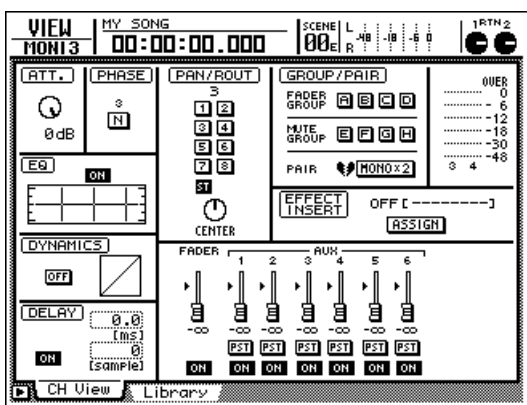 VIEW MY SONG SCENE L 1RTN2
MONI3 00:00:00.000 00E R -48 -18 -6 0
ATT. PHASE PAN/ROUT GROUP/PAIR OVER
3 3 0
N 1 2 FADER GROUP A B C D - 6
0dB 3 4 -12
5 6 MUTE GROUP E F G H -18
7 8 -30
EQ ON ST PAIR MONO×2 -48
3 4
CENTER EFFECT INSERT OFF [ ---------]
ASSIGN
DYNAMICS FADER AUX
1 2 3 4 5 6
OFF
-∞ -∞ -∞ -∞ -∞ -∞ -∞
DELAY 0.0
[ms] PST PST PST PST PST PST
0
ON [sample] ON ON ON ON ON ON ON
CH View Library